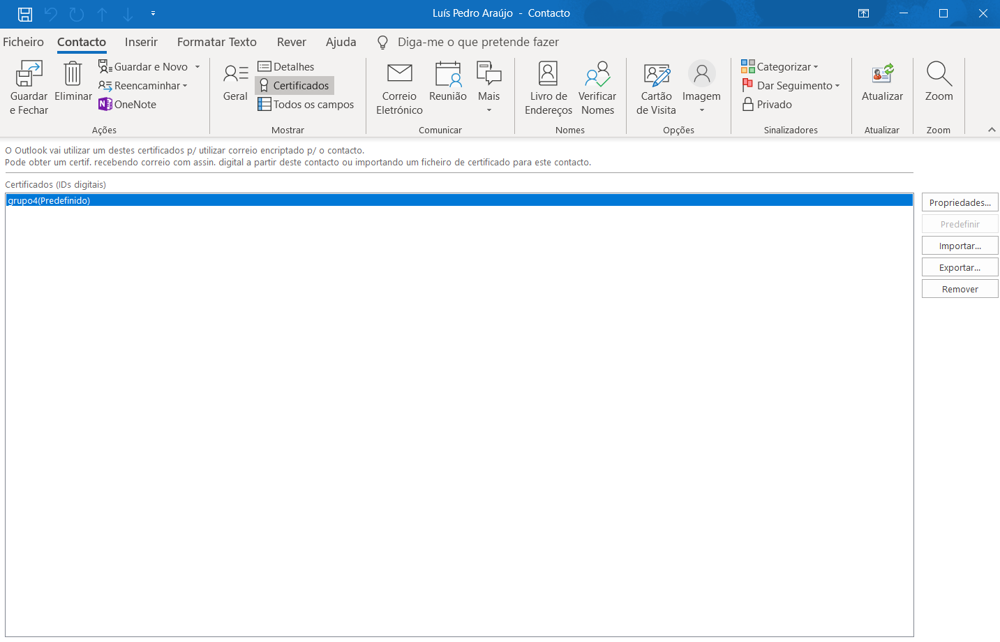 Luís Pedro Araújo - Contacto
Ficheiro Contacto Inserir Formatar Texto Rever Ajuda Diga-me o que pretende fazer
Guardar e Fechar
Eliminar
Guardar e Novo
Reencaminhar
OneNote
Ações
Geral
Detalhes
Certificados
Todos os campos
Mostrar
Correio Eletrónico
Reunião
Mais
Comunicar
Livro de Endereços
Verificar Nomes
Nomes
Cartão de Visita
Imagem
Opções
Categorizar
Dar Seguimento
Privado
Sinalizadores
Atualizar
Atualizar
Zoom
Zoom
O Outlook vai utilizar um destes certificados p/ utilizar correio encriptado p/ o contacto.
Pode obter um certif. recebendo correio com assin. digital a partir deste contacto ou importando um ficheiro de certificado para este contacto.
Certificados (IDs digitais)
grupo4(Predefinido)
Propriedades...
Predefinir
Importar...
Exportar...
Remover